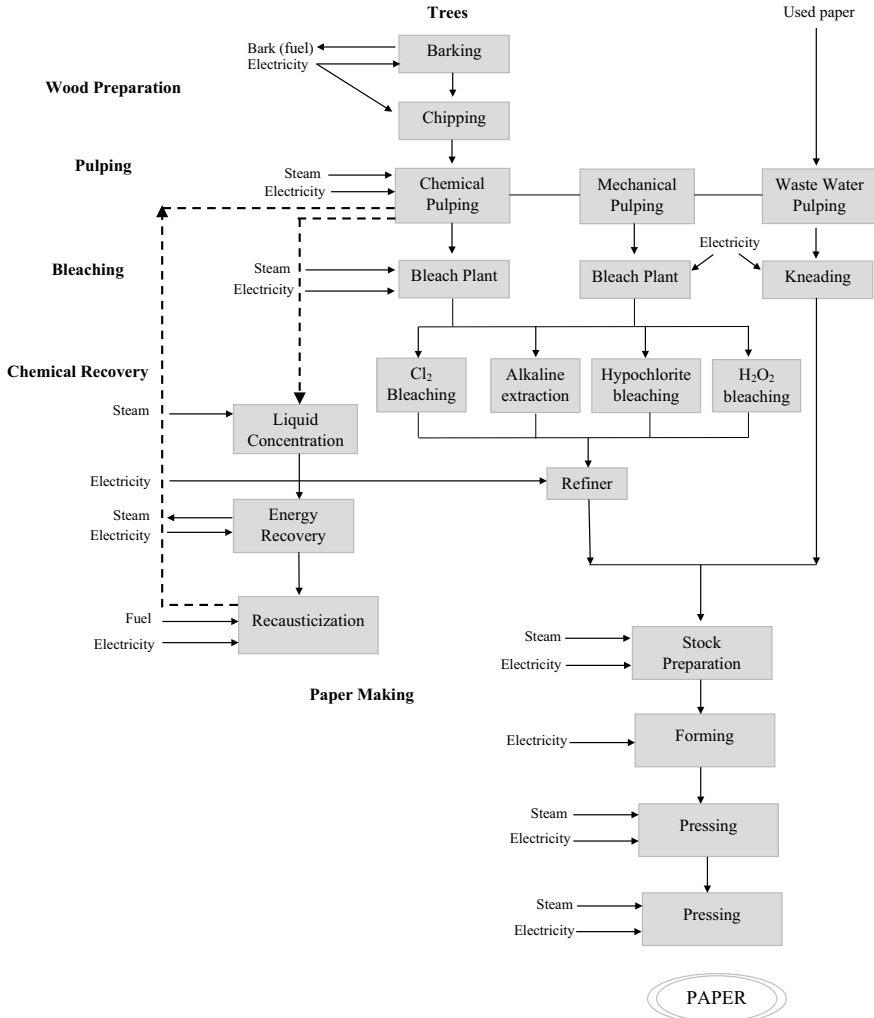 Trees
Used paper
Bark (fuel)
Electricity
Barking
Wood Preparation
Chipping
Pulping
Steam
Electricity
Chemical
Pulping
Mechanical
Pulping
Waste Water
Pulping
Bleaching
Steam
Electricity
Bleach Plant
Bleach Plant
Electricity
Kneading
Chemical Recovery
Cl₂
Bleaching
Alkaline
extraction
Hypochlorite
bleaching
H₂O₂
bleaching
Steam
Liquid
Concentration
Electricity
Refiner
Steam
Electricity
Energy
Recovery
Fuel
Electricity
Recausticization
Steam
Electricity
Stock
Preparation
Paper Making
Electricity
Forming
Steam
Electricity
Pressing
Steam
Electricity
Pressing
PAPER